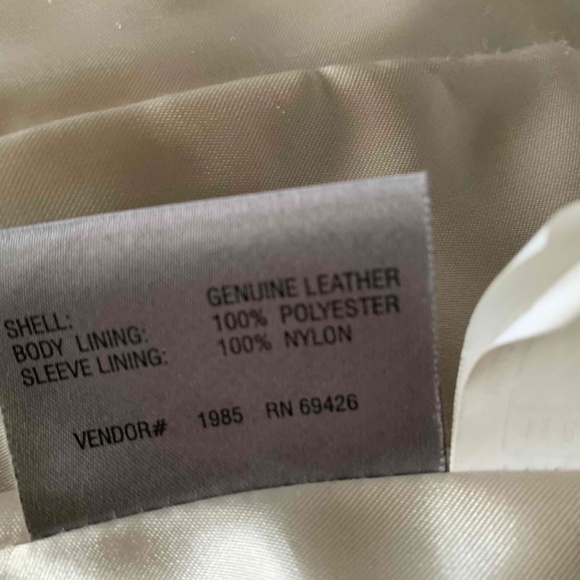 SHELL: GENUINE LEATHER
BODY LINING: 100% POLYESTER
SLEEVE LINING: 100% NYLON
VENDOR# 1985 RN 69426